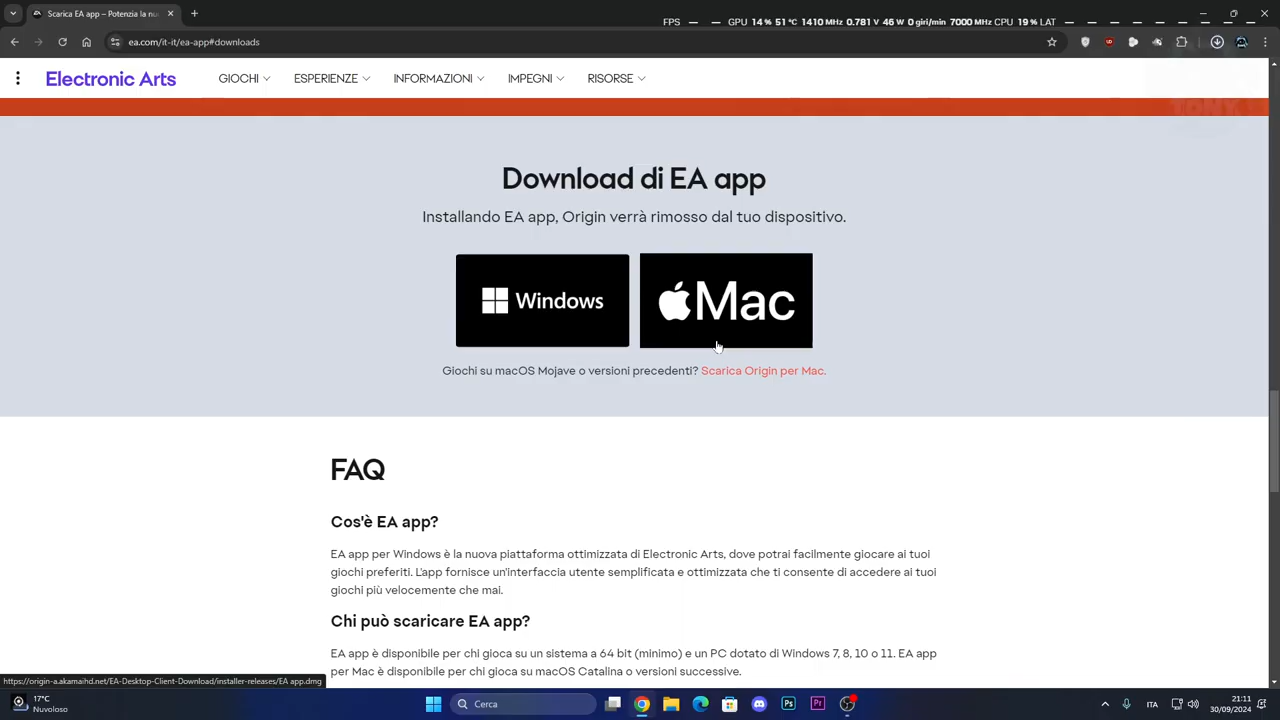 Scarica EA app – Potenzia la nu
FPS — GPU 14 % 51 °C 1410 MHz 0.781 V 46 W 0 giri/min 7000 MHz CPU 19 % LAT
ea.com/it-it/ea-app#downloads
Electronic Arts
GIOCHI
ESPERIENZE
INFORMAZIONI
IMPEGNI
RISORSE
Download di EA app
Installando EA app, Origin verrà rimosso dal tuo dispositivo.
Windows
Mac
Giochi su macOS Mojave o versioni precedenti? Scarica Origin per Mac.
FAQ
Cos'è EA app?
EA app per Windows è la nuova piattaforma ottimizzata di Electronic Arts, dove potrai facilmente giocare ai tuoi
giochi preferiti. L'app fornisce un'interfaccia utente semplificata e ottimizzata che ti consente di accedere ai tuoi
giochi più velocemente che mai.
Chi può scaricare EA app?
EA app è disponibile per chi gioca su un sistema a 64 bit (minimo) e un PC dotato di Windows 7, 8, 10 o 11. EA app
per Mac è disponibile per chi gioca su macOS Catalina o versioni successive.
https://origin-a.akamaihd.net/EA-Desktop-Client-Download/installer-releases/EA app.dmg
17°C
Nuvoloso
Cerca
Ps
Pr
ITA
21:11
30/09/2024